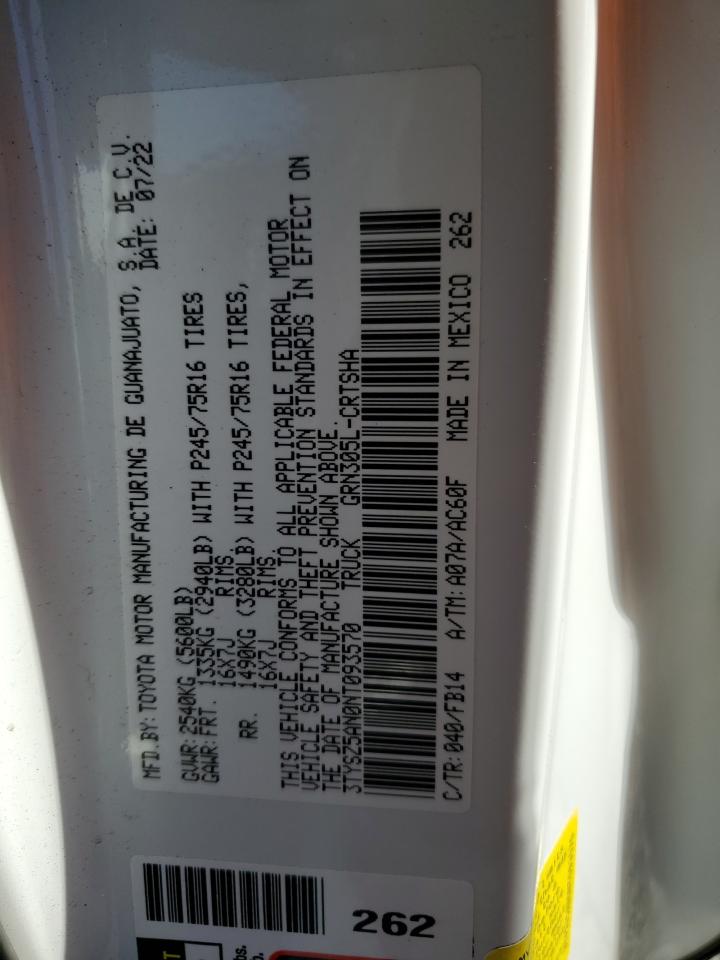 MFD.BY:TOYOTA MOTOR MANUFACTURING DE GUANAJUATO, S.A. DE C.V.
DATE: 07/22
GVWR:2540KG (5600LB)
GAWR:FRT. 1335KG (2940LB) WITH P245/75R16 TIRES
16X7J RIMS.
RR. 1490KG (3280LB) WITH P245/75R16 TIRES,
16X7J RIMS.
THIS VEHICLE CONFORMS TO ALL APPLICABLE FEDERAL MOTOR
VEHICLE SAFETY AND THEFT PREVENTION STANDARDS IN EFFECT ON
THE DATE OF MANUFACTURE SHOWN ABOVE.
3TYSZ5AN0NT093570 TRUCK GRN305L-CRTSHA
C/TR:040/FB14 A/TM:A07A/AC60F MADE IN MEXICO 262
262